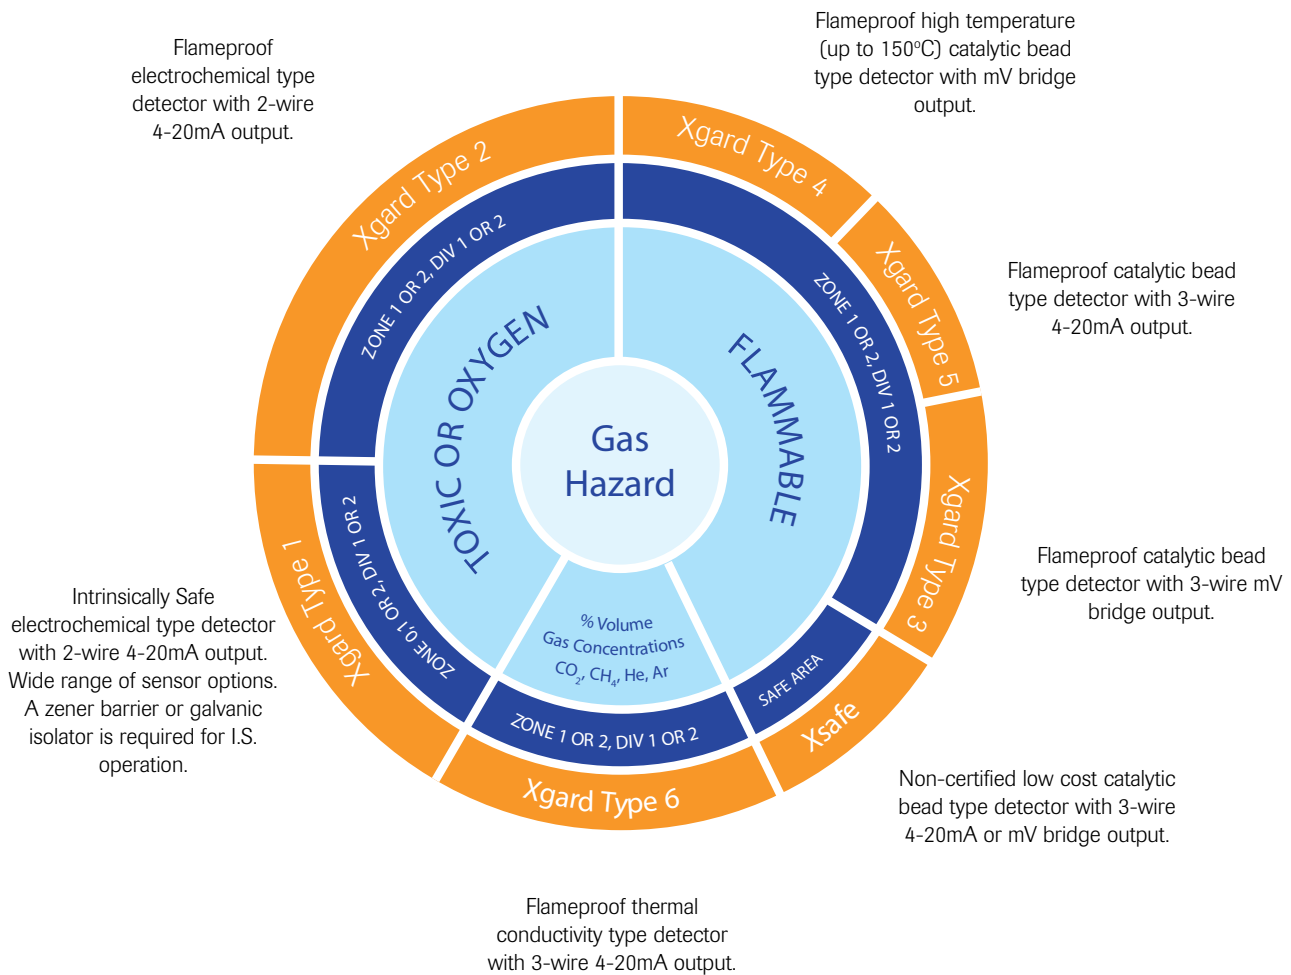 Flameproof high temperature
(up to 150ºC) catalytic bead
type detector with mV bridge
output.
Flameproof
electrochemical type
detector with 2-wire
4-20mA output.
Xgard Type 2
Xgard Type 4
Xgard Type 5
ZONE 1 OR 2, DIV 1 OR 2
ZONE 1 OR 2, DIV 1 OR 2
Flameproof catalytic bead
type detector with 3-wire
4-20mA output.
TOXIC OR OXYGEN
FLAMMABLE
Gas
Hazard
Xgard Type 1
ZONE 0,1 OR 2, DIV 1 OR 2
Xgard Type 3
Flameproof catalytic bead
type detector with 3-wire mV
bridge output.
Intrinsically Safe
electrochemical type detector
with 2-wire 4-20mA output.
Wide range of sensor options.
A zener barrier or galvanic
isolator is required for I.S.
operation.
% Volume
Gas Concentrations
CO2, CH4, He, Ar
SAFE AREA
Xsafe
ZONE 1 OR 2, DIV 1 OR 2
Xgard Type 6
Non-certified low cost catalytic
bead type detector with 3-wire
4-20mA or mV bridge output.
Flameproof thermal
conductivity type detector
with 3-wire 4-20mA output.